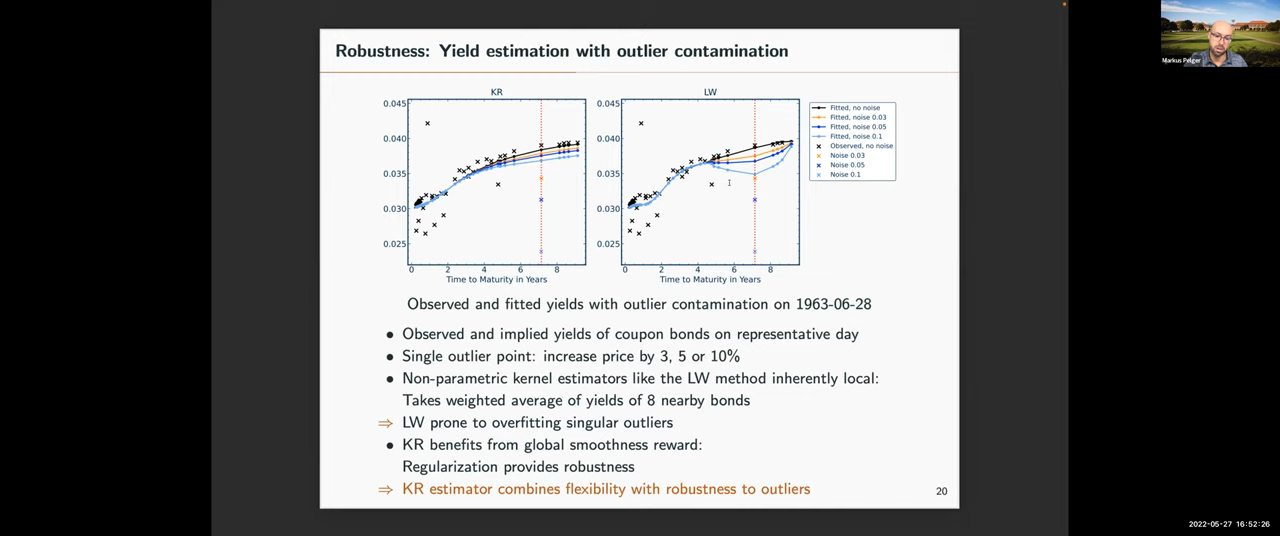 Robustness: Yield estimation with outlier contamination
KR
LW
0.045
0.040
0.035
0.030
0.025
0 2 4 6 8
Time to Maturity in Years
0.045
0.040
0.035
0.030
0.025
0 2 4 6 8
Time to Maturity in Years
Fitted, no noise
Fitted, noise 0.03
Fitted, noise 0.05
Fitted, noise 0.1
Observed, no noise
Noise 0.03
Noise 0.05
Noise 0.1
Observed and fitted yields with outlier contamination on 1963-06-28
• Observed and implied yields of coupon bonds on representative day
• Single outlier point: increase price by 3, 5 or 10%
• Non-parametric kernel estimators like the LW method inherently local:
Takes weighted average of yields of 8 nearby bonds
⇒ LW prone to overfitting singular outliers
• KR benefits from global smoothness reward:
Regularization provides robustness
⇒ KR estimator combines flexibility with robustness to outliers
20
Markus Pelger
2022-05-27 16:52:26